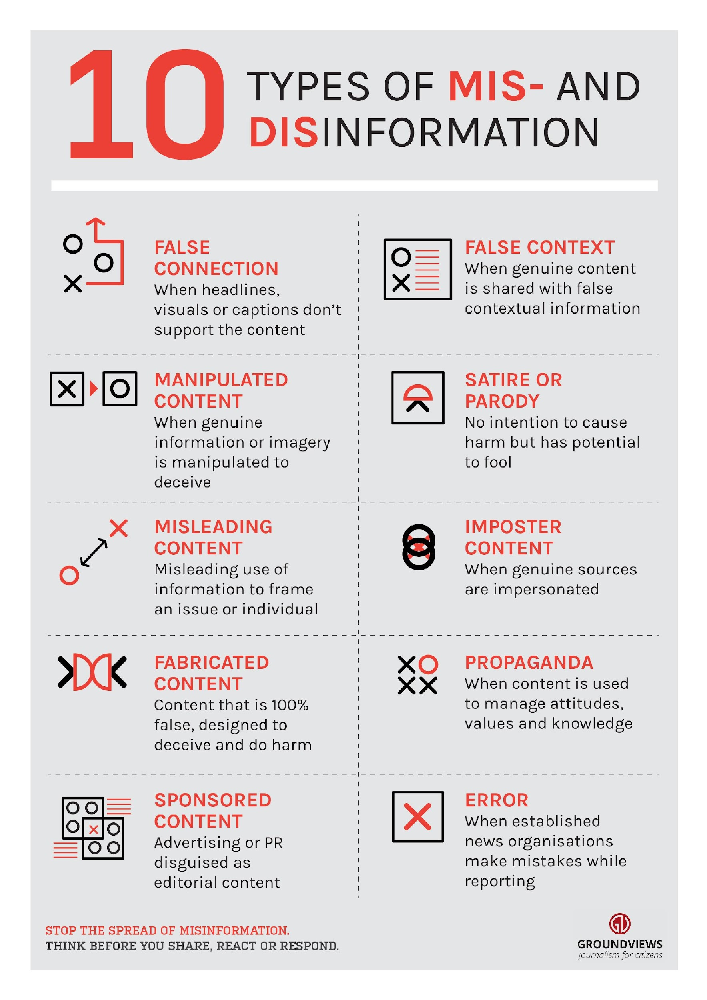 10
TYPES OF MIS- AND
DISINFORMATION
FALSE
CONNECTION
When headlines,
visuals or captions don't
support the content
FALSE CONTEXT
When genuine content
is shared with false
contextual information
MANIPULATED
CONTENT
When genuine
information or imagery
is manipulated to
deceive
SATIRE OR
PARODY
No intention to cause
harm but has potential
to fool
MISLEADING
CONTENT
Misleading use of
information to frame
an issue or individual
IMPOSTER
CONTENT
When genuine sources
are impersonated
FABRICATED
CONTENT
Content that is 100%
false, designed to
deceive and do harm
PROPAGANDA
When content is used
to manage attitudes,
values and knowledge
SPONSORED
CONTENT
Advertising or PR
disguised as
editorial content
ERROR
When established
news organisations
make mistakes while
reporting
STOP THE SPREAD OF MISINFORMATION.
THINK BEFORE YOU SHARE, REACT OR RESPOND.
GROUNDVIEWS
journalism for citizens